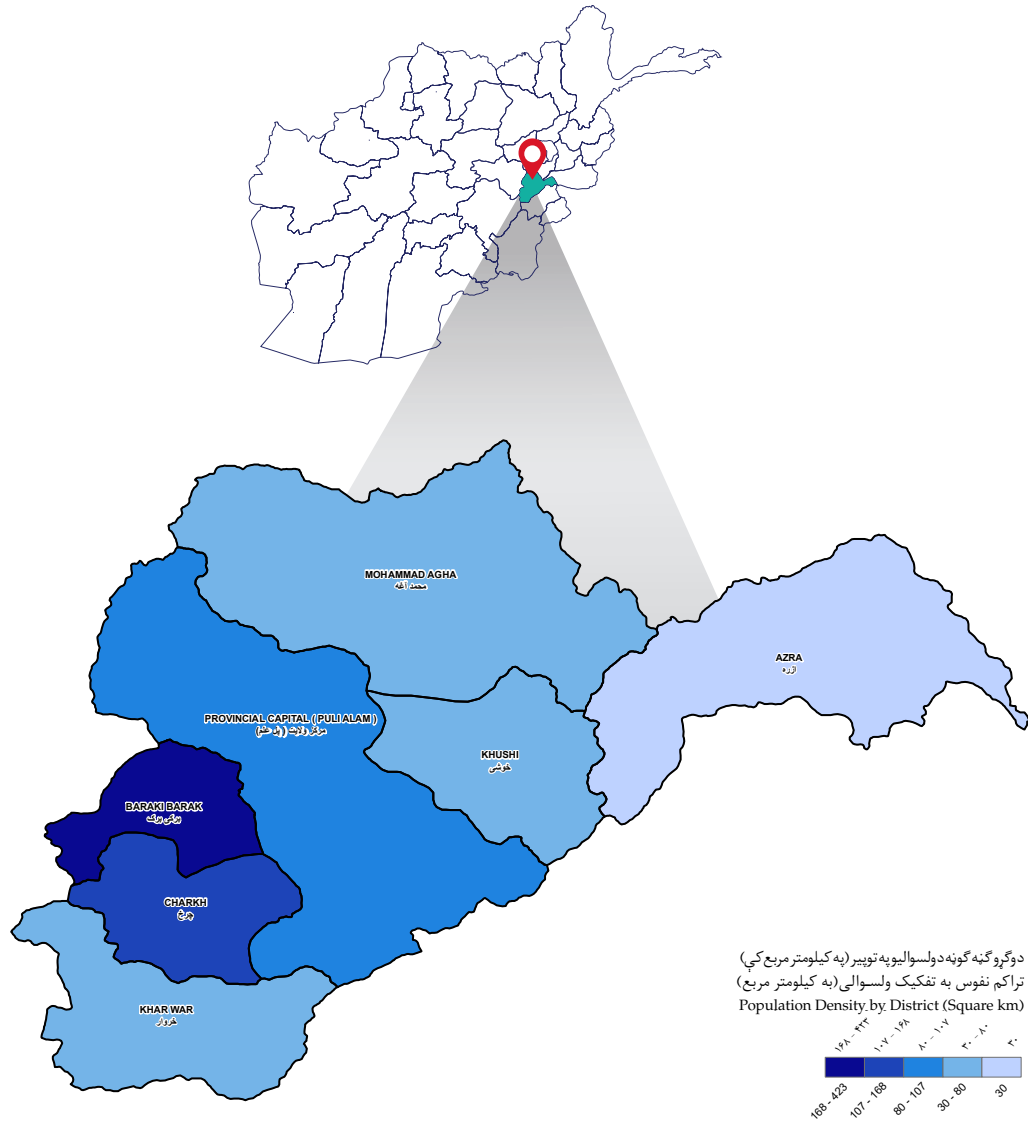 MOHAMMAD AGHA
محمد آغه
AZRA
ازره
PROVINCIAL CAPITAL ( PULI ALAM )
مرکز ولایت ( پل علم)
KHUSHI
خوشی
BARAKI BARAK
برکی برک
CHARKH
چرخ
KHAR WAR
خروار
دوګړو ګڼه ګوڼه دولسوالیو په توپیر (په کیلومتر مربع کې)
تراکم نفوس به تفکیک ولسوالی (به کیلومتر مربع)
Population Density by District (Square km)
۱۶۸ - ۴۲۳ ۱۰۷ - ۱۶۸ ۸۰ - ۱۰۷ ۳۰ - ۸۰ ۳۰
168 - 423 107 - 168 80 - 107 30 - 80 30